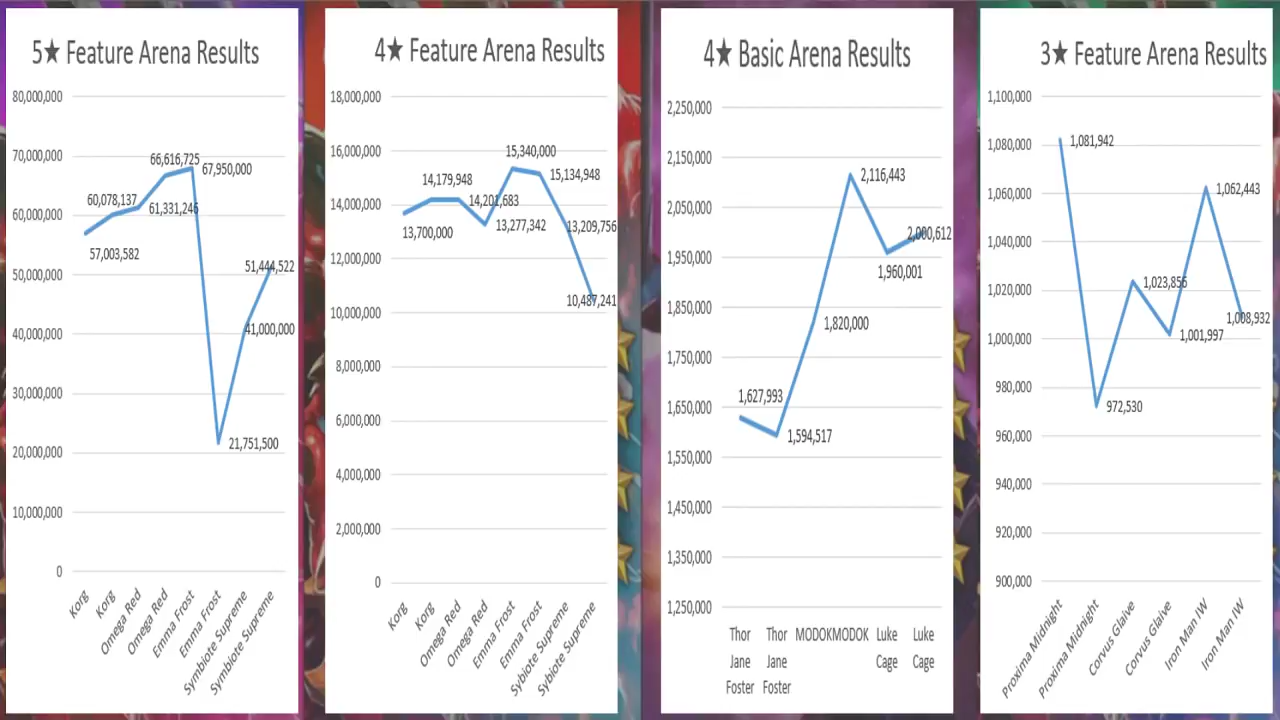 5★ Feature Arena Results
80,000,000
70,000,000
60,000,000
50,000,000
40,000,000
30,000,000
20,000,000
10,000,000
0
57,003,582
60,078,137
61,331,246
66,616,725
67,950,000
21,751,500
41,000,000
51,444,522
Korg
Korg
Omega Red
Omega Red
Emma Frost
Emma Frost
Symbiote Supreme
Symbiote Supreme
4★ Feature Arena Results
18,000,000
16,000,000
14,000,000
12,000,000
10,000,000
8,000,000
6,000,000
4,000,000
2,000,000
0
13,700,000
14,179,948
14,201,683
13,277,342
15,340,000
15,134,948
13,209,756
10,487,241
Korg
Korg
Omega Red
Omega Red
Emma Frost
Emma Frost
Sybiote Supreme
Sybiote Supreme
4★ Basic Arena Results
2,250,000
2,150,000
2,050,000
1,950,000
1,850,000
1,750,000
1,650,000
1,550,000
1,450,000
1,350,000
1,250,000
1,627,993
1,594,517
1,820,000
2,116,443
1,960,001
2,000,612
Thor
Jane
Foster
Thor
Jane
Foster
MODOK
MODOK
Luke
Cage
Luke
Cage
3★ Feature Arena Results
1,100,000
1,080,000
1,060,000
1,040,000
1,020,000
1,000,000
980,000
960,000
940,000
920,000
900,000
1,081,942
972,530
1,023,856
1,001,997
1,062,443
1,008,932
Proxima Midnight
Proxima Midnight
Corvus Glaive
Corvus Glaive
Iron Man IW
Iron Man IW